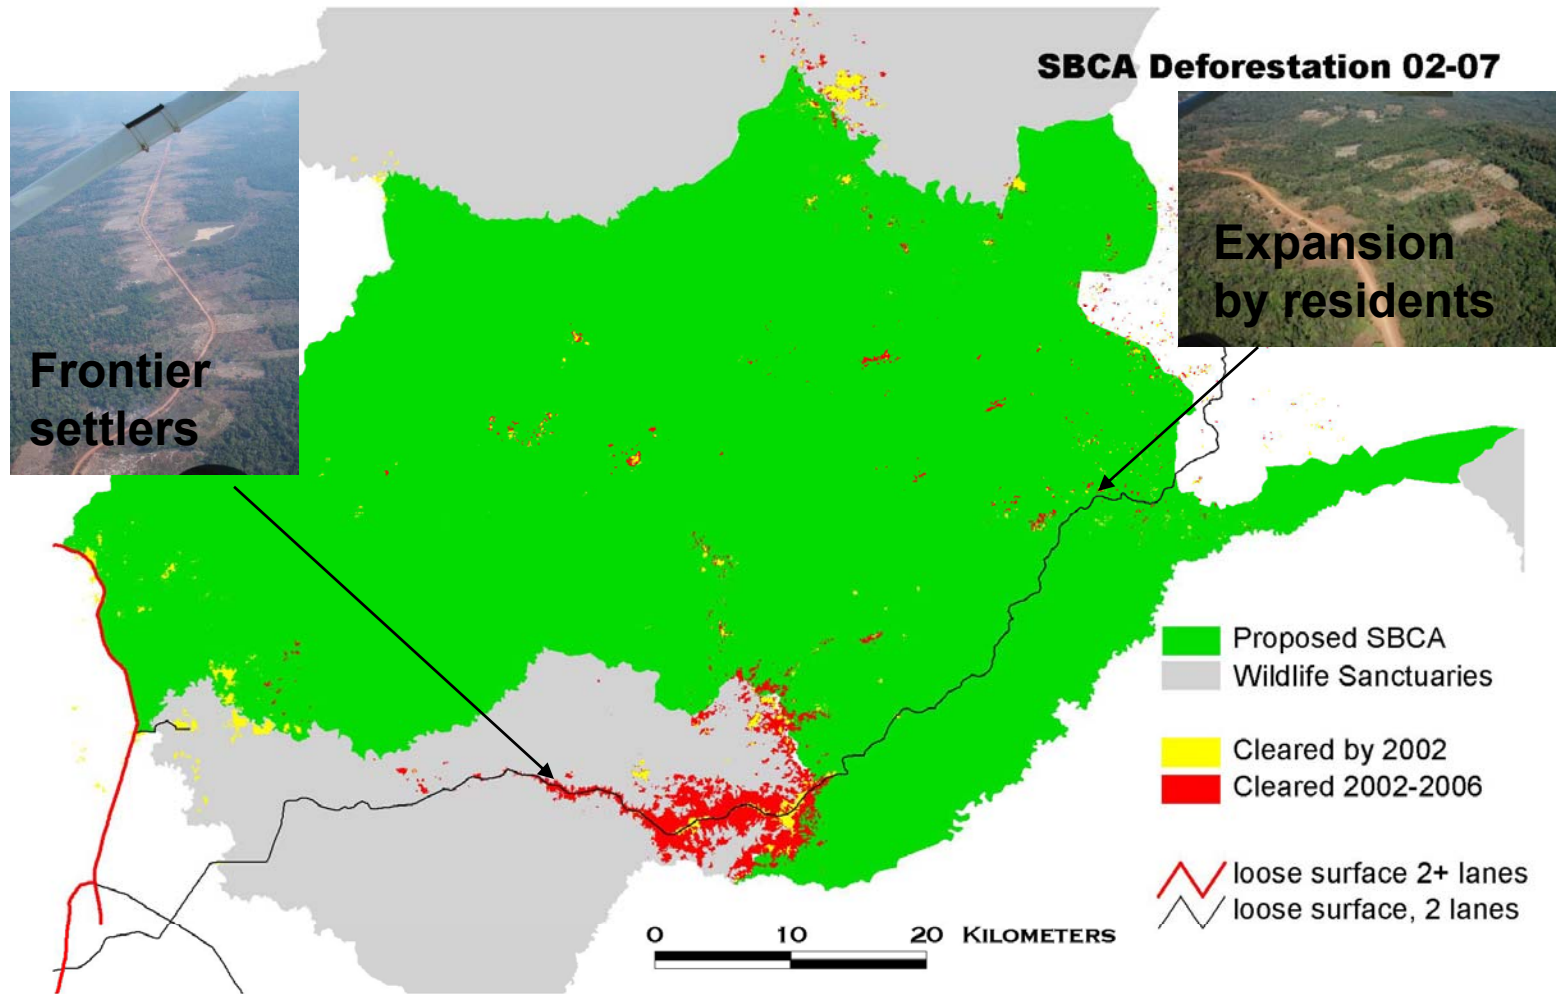 SBCA Deforestation 02-07
Frontier
settlers
Expansion
by residents
Proposed SBCA
Wildlife Sanctuaries
Cleared by 2002
Cleared 2002-2006
loose surface 2+ lanes
loose surface, 2 lanes
0 10 20 KILOMETERS